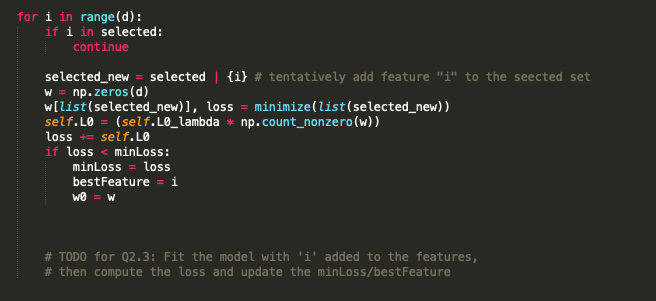 for i in range(d):
if i in selected:
continue
selected_new = selected | {i} # tentatively add feature "i" to the seected set
w = np.zeros(d)
w[list(selected_new)], loss = minimize(list(selected_new))
self.L0 = (self.L0_lambda * np.count_nonzero(w))
loss += self.L0
if loss < minLoss:
minLoss = loss
bestFeature = i
w0 = w
# TODO for Q2.3: Fit the model with 'i' added to the features,
# then compute the loss and update the minLoss/bestFeature